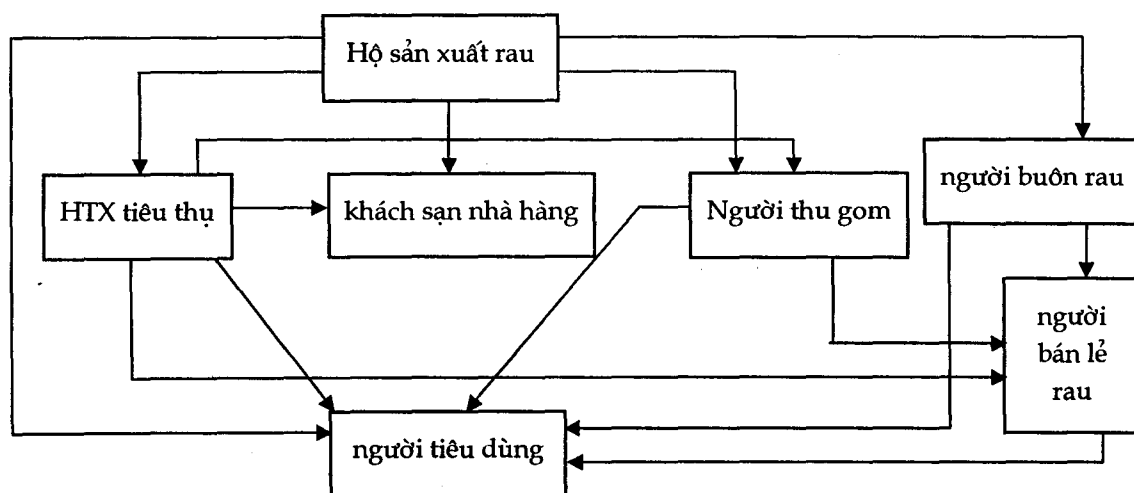 Hộ sản xuất rau
người buôn rau
HTX tiêu thụ
khách sạn nhà hàng
Người thu gom
người
bán lẻ
rau
người tiêu dùng